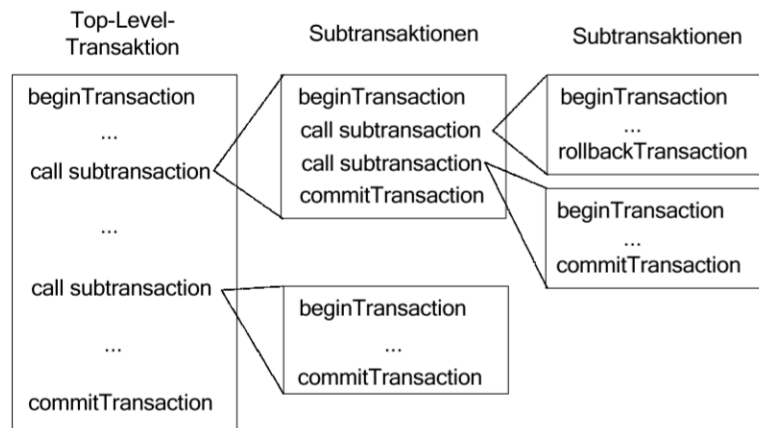 Top-Level-
Transaktion
beginTransaction
...
call subtransaction
...
call subtransaction
...
commitTransaction
Subtransaktionen
beginTransaction
call subtransaction
call subtransaction
commitTransaction
beginTransaction
...
commitTransaction
Subtransaktionen
beginTransaction
...
rollbackTransaction
beginTransaction
...
commitTransaction